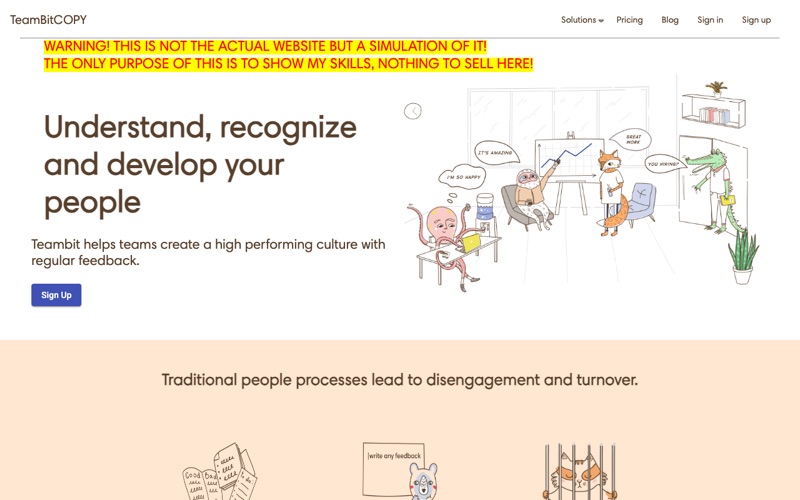 TeamBitCOPY
Solutions
Pricing
Blog
Sign in
Sign up
WARNING! THIS IS NOT THE ACTUAL WEBSITE BUT A SIMULATION OF IT!
THE ONLY PURPOSE OF THIS IS TO SHOW MY SKILLS, NOTHING TO SELL HERE!
Understand, recognize
and develop your
people
Teambit helps teams create a high performing culture with
regular feedback.
Sign Up
I'M SO HAPPY
IT'S AMAZING
GREAT
WORK
YOU HIRING?
Traditional people processes lead to disengagement and turnover.
Good
Bad
write any feedback